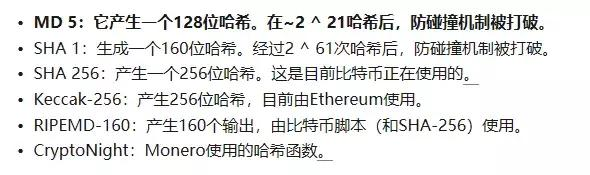 MD 5：它产生一个128位哈希。在~2 ^ 21哈希后，防碰撞机制被打破。
SHA 1：生成一个160位哈希。经过2 ^ 61次哈希后，防碰撞机制被打破。
SHA 256：产生一个256位哈希。这是目前比特币正在使用的。
Keccak-256：产生256位哈希，目前由Ethereum使用。
RIPEMD-160：产生160个输出，由比特币脚本（和SHA-256）使用。
CryptoNight：Monero使用的哈希函数。